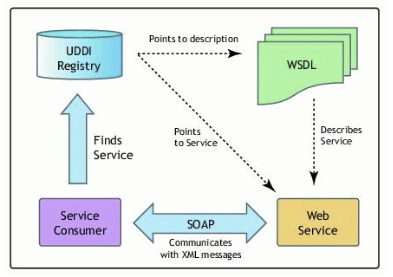 UDDI
Registry
Points to description
WSDL
Finds
Service
Points
to Service
Describes
Service
Service
Consumer
SOAP
Communicates
with XML messages
Web
Service